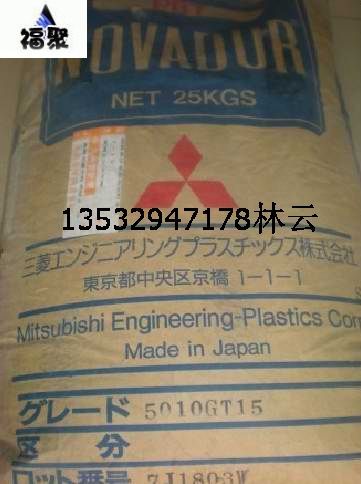 福聚
NOVADUR
NET 25KGS
13532947178林云
三菱エンジニアリングプラスチックス株式会社
東京都中央区京橋 1-1-1
Mitsubishi Engineering-Plastics Cor
Made in Japan
グレード 5010GT15
区分
ロット番号 7J1803W